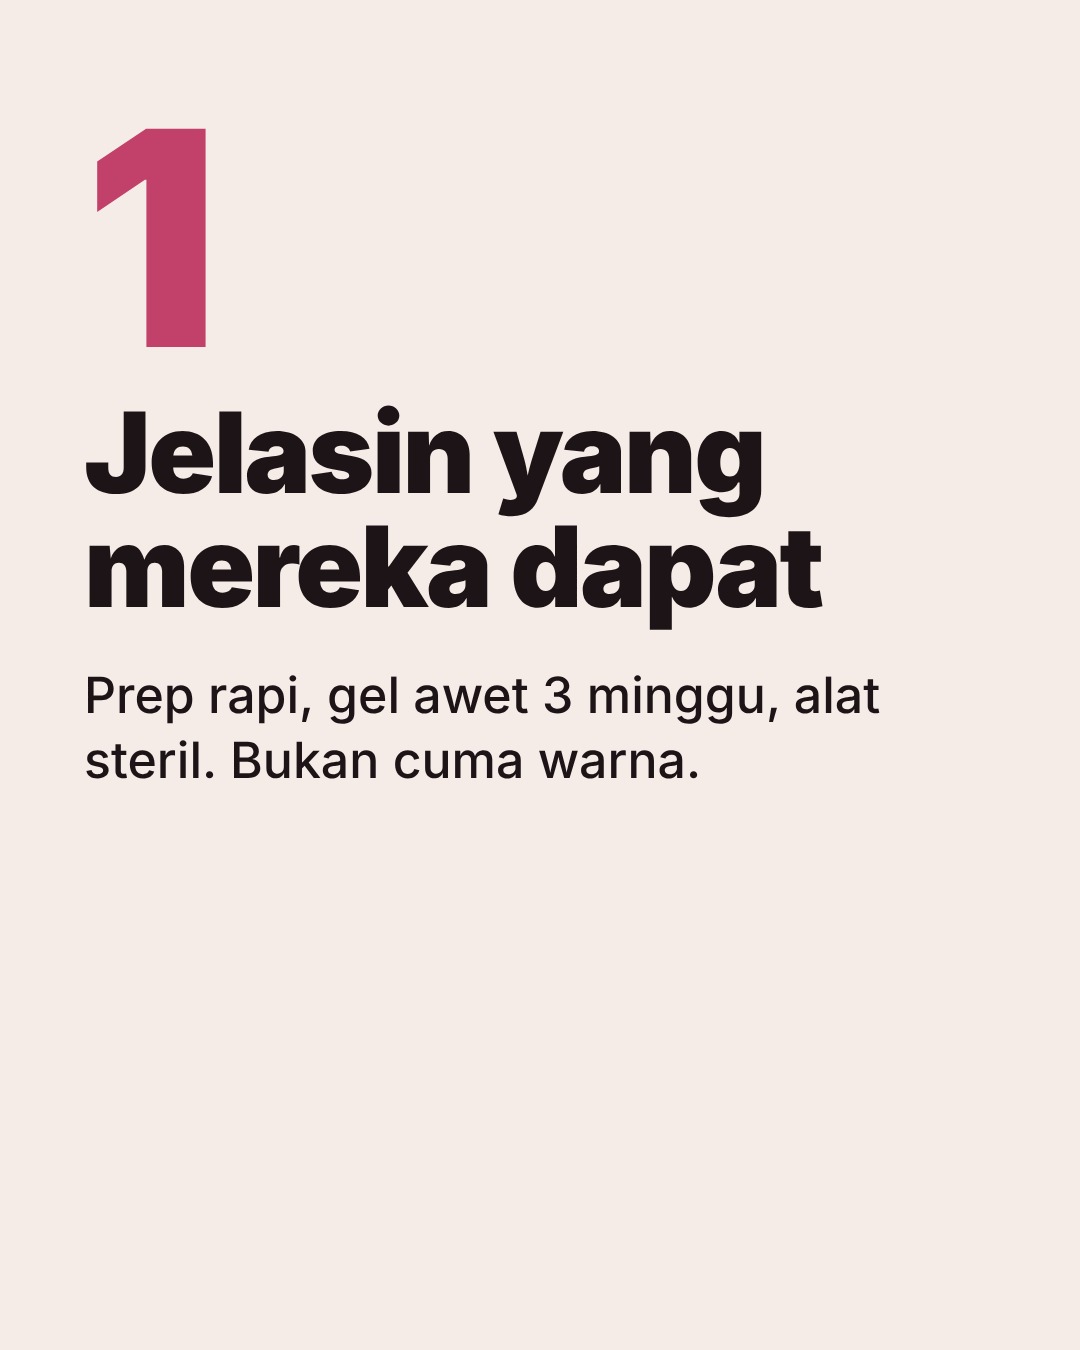 1
Jelasin yang
mereka dapat
Prep rapi, gel awet 3 minggu, alat
steril. Bukan cuma warna.